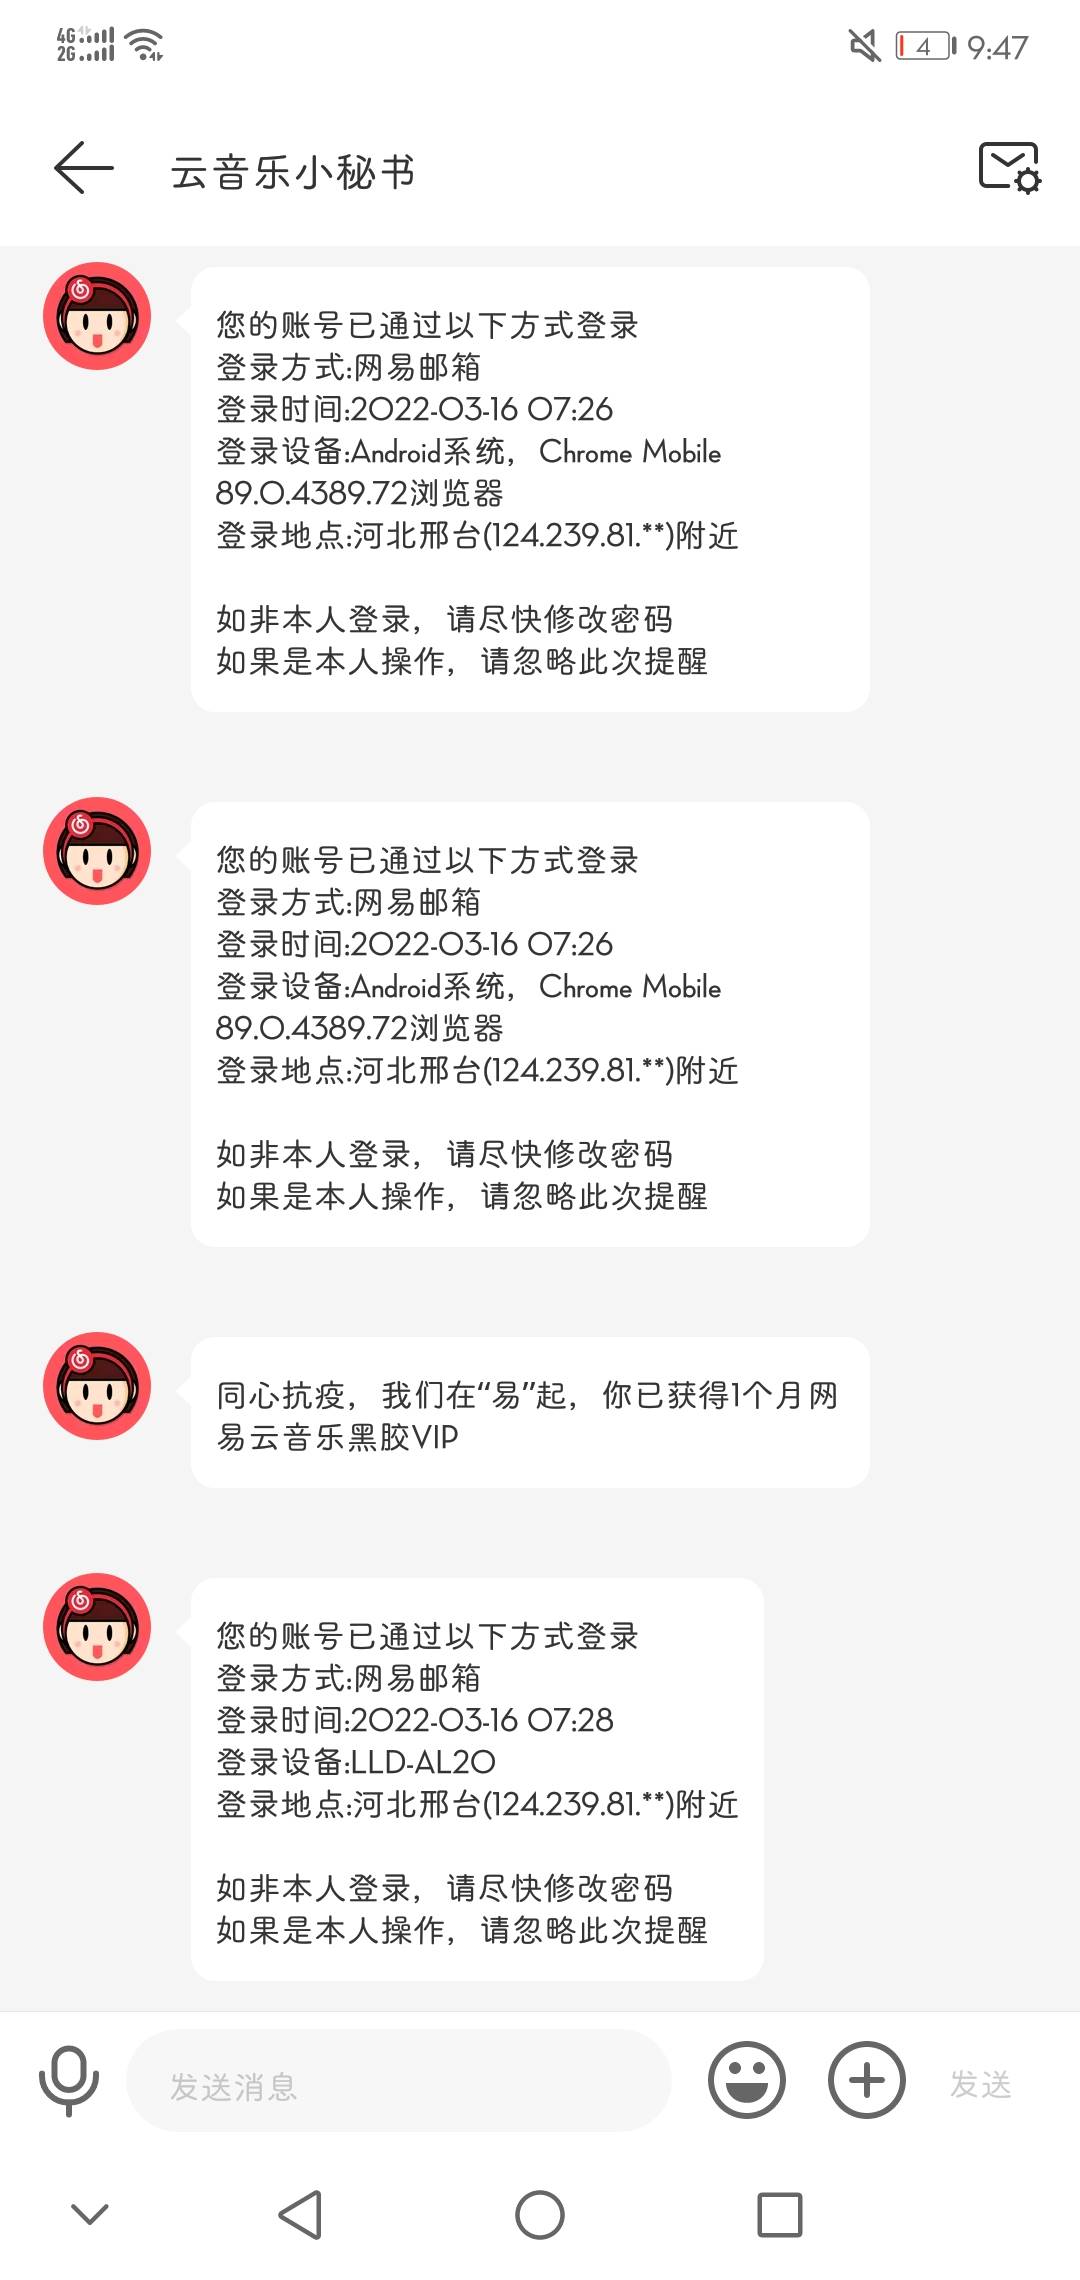 4G
2G
4
9:47
云音乐小秘书
您的账号已通过以下方式登录
登录方式:网易邮箱
登录时间:2022-03-16 07:26
登录设备:Android系统，Chrome Mobile
89.0.4389.72浏览器
登录地点:河北邢台(124.239.81.**)附近
如非本人登录，请尽快修改密码
如果是本人操作，请忽略此次提醒
您的账号已通过以下方式登录
登录方式:网易邮箱
登录时间:2022-03-16 07:26
登录设备:Android系统，Chrome Mobile
89.0.4389.72浏览器
登录地点:河北邢台(124.239.81.**)附近
如非本人登录，请尽快修改密码
如果是本人操作，请忽略此次提醒
同心抗疫，我们在“易”起，你已获得1个月网
易云音乐黑胶VIP
您的账号已通过以下方式登录
登录方式:网易邮箱
登录时间:2022-03-16 07:28
登录设备:LLD-AL20
登录地点:河北邢台(124.239.81.**)附近
如非本人登录，请尽快修改密码
如果是本人操作，请忽略此次提醒
发送消息
发送